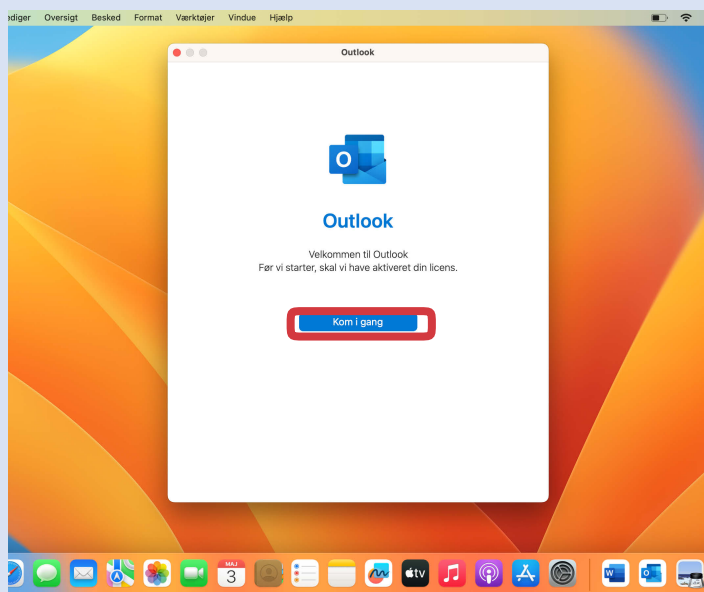 Oversigt Besked Format Værktøjer Vindue Hjælp
Outlook
O
Outlook
Velkommen til Outlook
Før vi starter, skal vi have aktiveret din licens.
Kom i gang
MAJ
3
tv
W
O